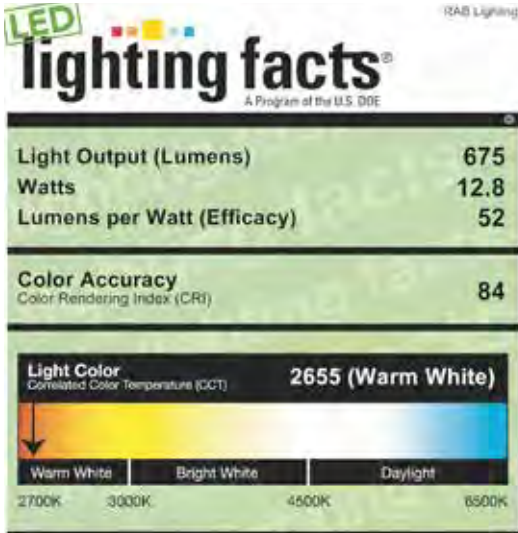 RAB Lighting
LED
lighting facts®
A Program of the U.S. DOE
Light Output (Lumens) 675
Watts 12.8
Lumens per Watt (Efficacy) 52
Color Accuracy 84
Color Rendering Index (CRI)
Light Color 2655 (Warm White)
Correlated Color Temperature (CCT)
Warm White Bright White Daylight
2700K 3000K 4500K 6500K